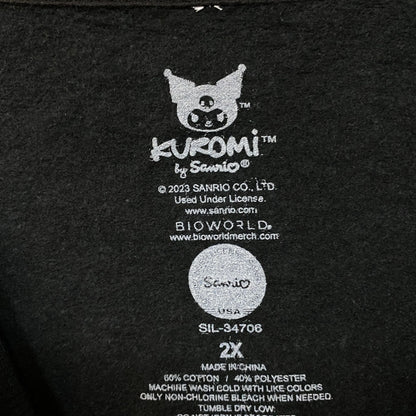 ™
KUROMI™
by Sanrio®
© 2023 SANRIO CO., LTD.
Used Under License.
www.sanrio.com
BIOWORLD®
www.bioworldmerch.com
Sanrio
USA
SIL-34706
2X
MADE IN CHINA
60% COTTON / 40% POLYESTER
MACHINE WASH COLD WITH LIKE COLORS
ONLY NON-CHLORINE BLEACH WHEN NEEDED.
TUMBLE DRY LOW.